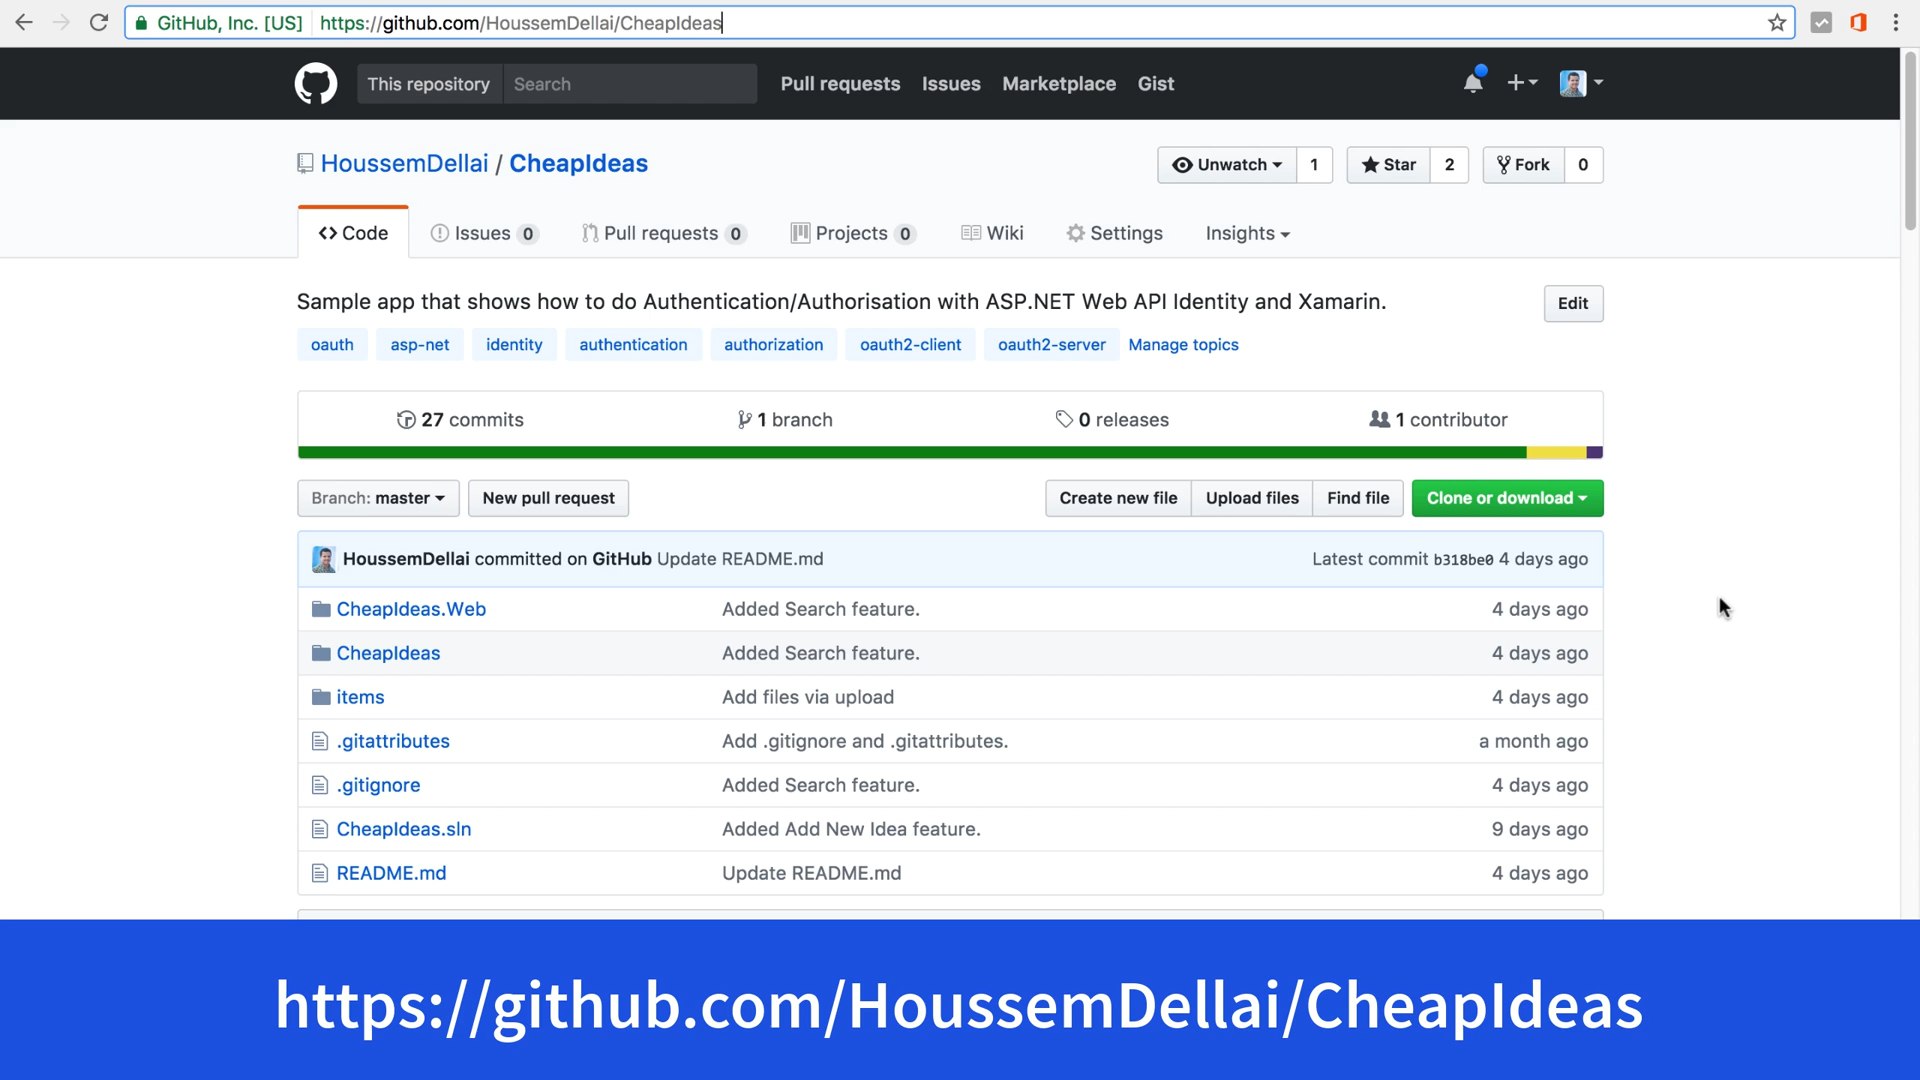 GitHub, Inc. [US] https://github.com/HoussemDellai/CheapIdeas
This repository Search Pull requests Issues Marketplace Gist
HoussemDellai / CheapIdeas Unwatch 1 Star 2 Fork 0
Code Issues 0 Pull requests 0 Projects 0 Wiki Settings Insights
Sample app that shows how to do Authentication/Authorisation with ASP.NET Web API Identity and Xamarin. Edit
oauth asp-net identity authentication authorization oauth2-client oauth2-server Manage topics
27 commits 1 branch 0 releases 1 contributor
Branch: master New pull request Create new file Upload files Find file Clone or download
HoussemDellai committed on GitHub Update README.md Latest commit b318be0 4 days ago
CheapIdeas.Web Added Search feature. 4 days ago
CheapIdeas Added Search feature. 4 days ago
items Add files via upload 4 days ago
.gitattributes Add .gitignore and .gitattributes. a month ago
.gitignore Added Search feature. 4 days ago
CheapIdeas.sln Added Add New Idea feature. 9 days ago
README.md Update README.md 4 days ago
https://github.com/HoussemDellai/CheapIdeas